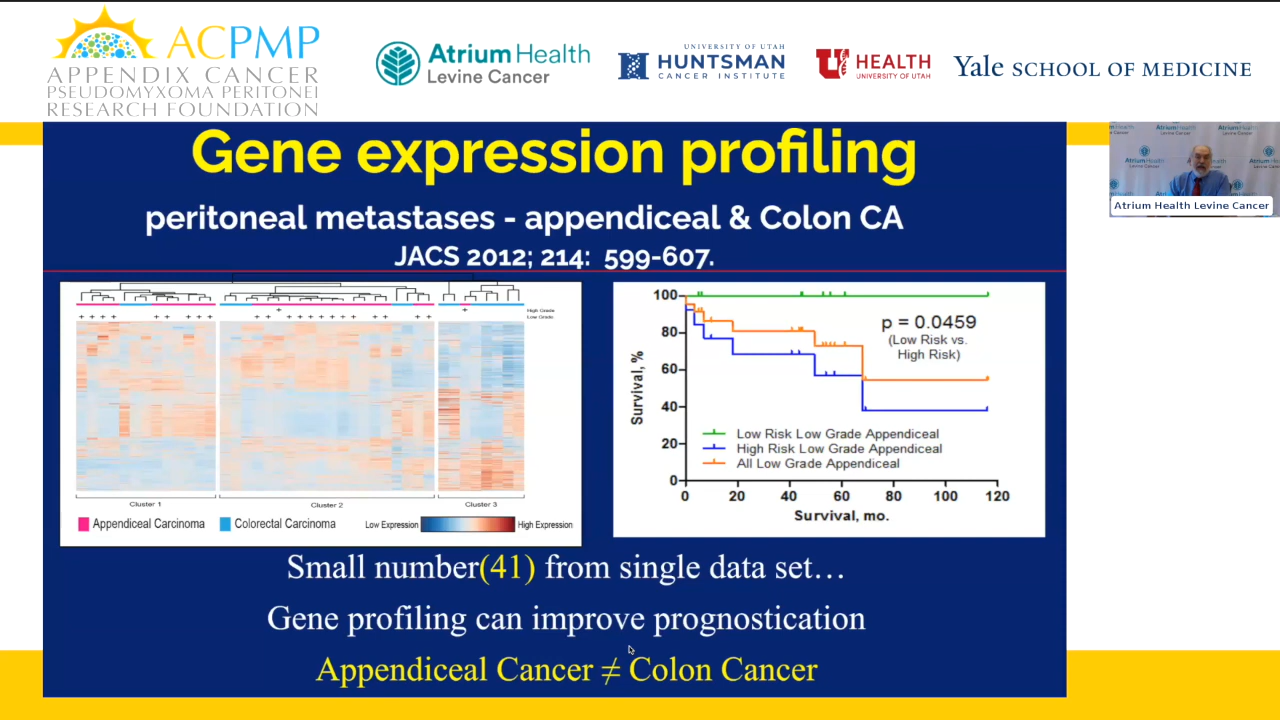 ACPMP
APPENDIX CANCER
PSEUDOMYXOMA PERITONEI
RESEARCH FOUNDATION
AtriumHealth
Levine Cancer
UNIVERSITY OF UTAH
HUNTSMAN
CANCER INSTITUTE
U
HEALTH
UNIVERSITY OF UTAH
Yale SCHOOL OF MEDICINE
Gene expression profiling
peritoneal metastases - appendiceal & Colon CA
JACS 2012; 214: 599-607.
High Grade
Low Grade
Cluster 1
Cluster 2
Cluster 3
Appendiceal Carcinoma
Colorectal Carcinoma
Low Expression
High Expression
Survival, %
100
80
60
40
20
0
p = 0.0459
(Low Risk vs.
High Risk)
Low Risk Low Grade Appendiceal
High Risk Low Grade Appendiceal
All Low Grade Appendiceal
0 20 40 60 80 100 120
Survival, mo.
Small number(41) from single data set…
Gene profiling can improve prognostication
Appendiceal Cancer ≠ Colon Cancer
AtriumHealth
Levine Cancer
Atrium Health Levine Cancer